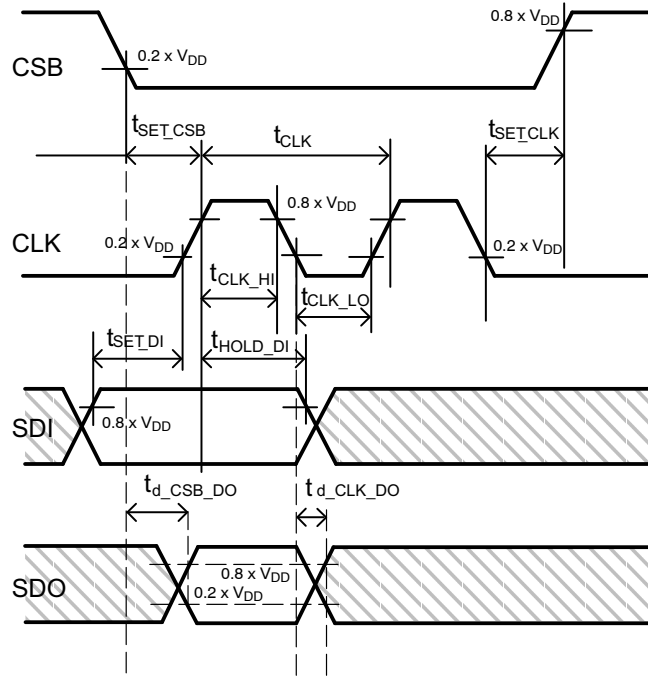 0.8 x VDD
0.2 x VDD
CSB
tSET_CSB
tCLK
tSET_CLK
0.8 x VDD
CLK
0.2 x VDD
0.2 x VDD
tCLK_HI
tCLK_LO
tSET_DI
tHOLD_DI
SDI
0.8 x VDD
td_CSB_DO
t d_CLK_DO
0.8 x VDD
SDO
0.2 x VDD